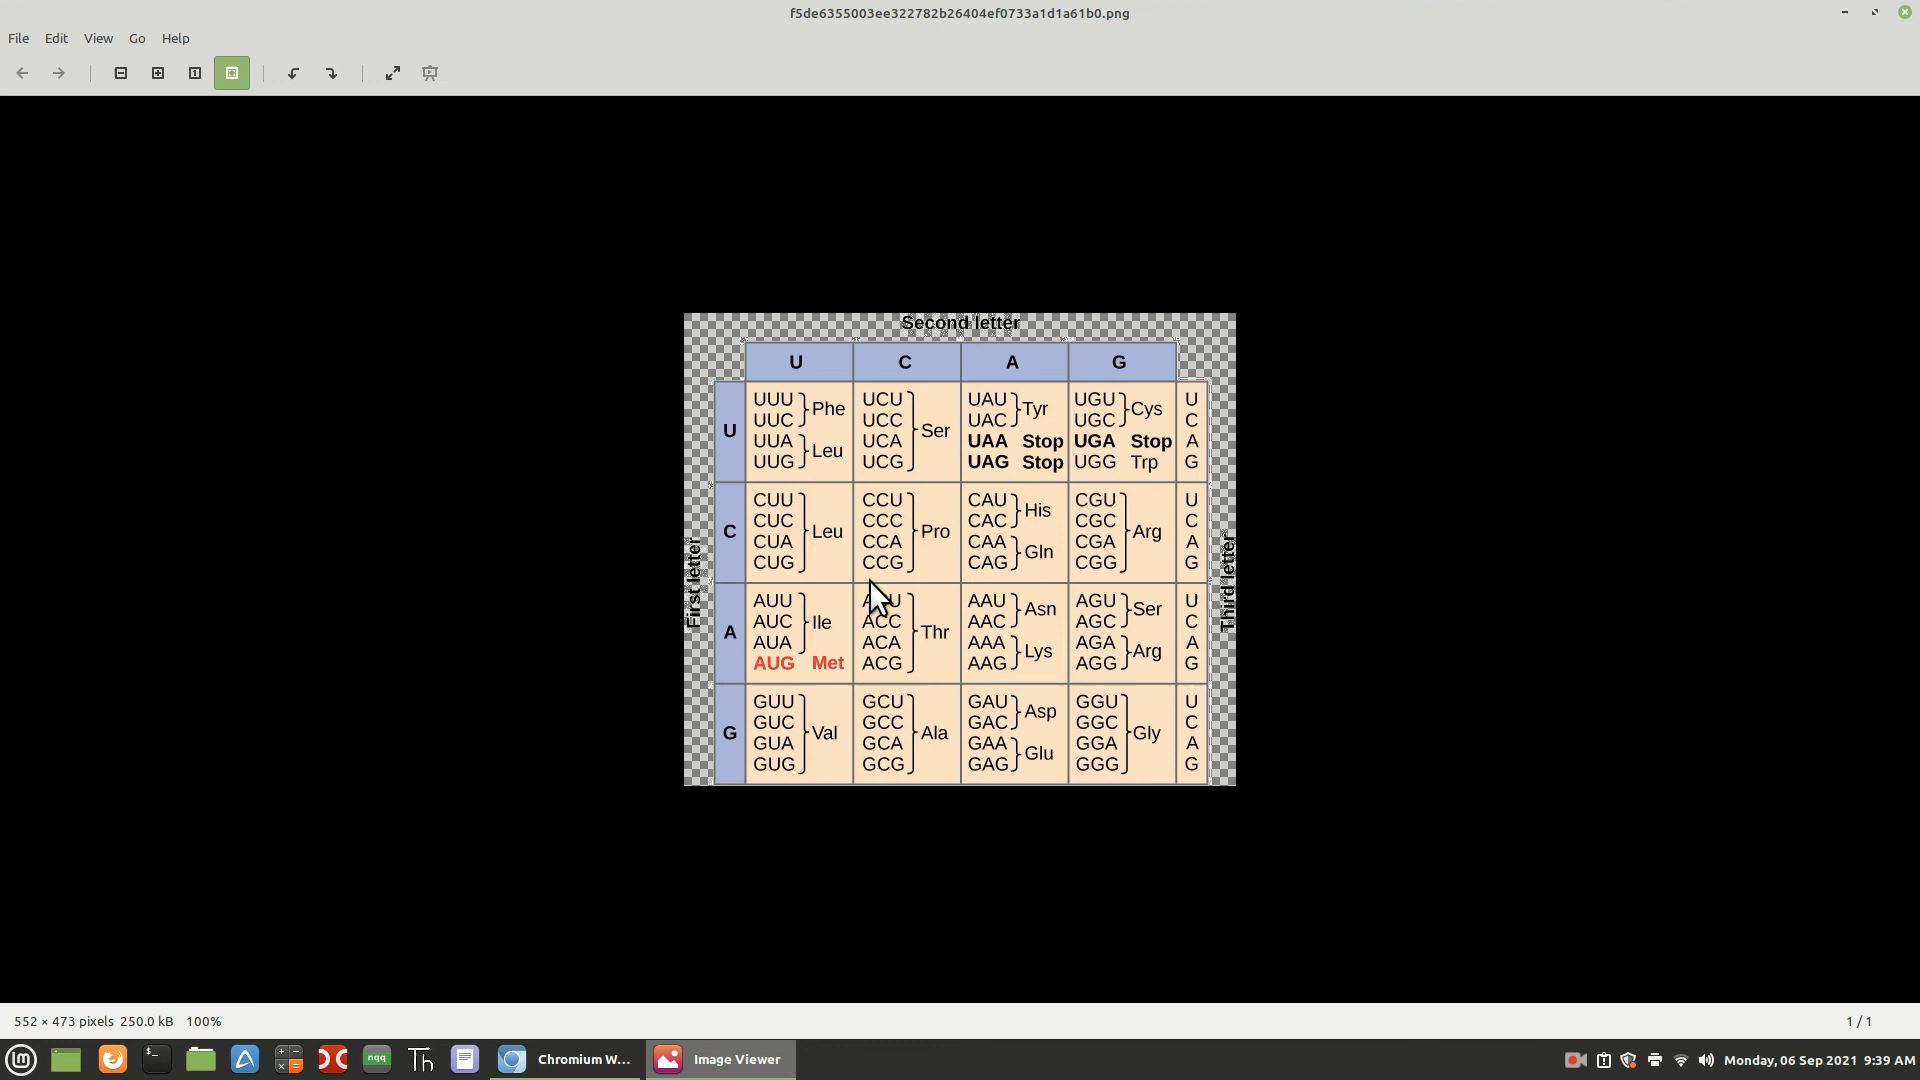 f5de6355003ee322782b26404ef0733a1d1a61b0.png
File Edit View Go Help
Second letter
U C A G
First letter
Third letter
U
UUU
UUC
Phe
UUA
UUG
Leu
UCU
UCC
UCA
UCG
Ser
UAU
UAC
Tyr
UAA Stop
UAG Stop
UGU
UGC
Cys
UGA Stop
UGG Trp
U
C
A
G
C
CUU
CUC
CUA
CUG
Leu
CCU
CCC
CCA
CCG
Pro
CAU
CAC
His
CAA
CAG
Gln
CGU
CGC
CGA
CGG
Arg
U
C
A
G
A
AUU
AUC
AUA
Ile
AUG Met
ACC
ACA
ACG
Thr
AAU
AAC
Asn
AAA
AAG
Lys
AGU
AGC
Ser
AGA
AGG
Arg
U
C
A
G
G
GUU
GUC
GUA
GUG
Val
GCU
GCC
GCA
GCG
Ala
GAU
GAC
Asp
GAA
GAG
Glu
GGU
GGC
GGA
GGG
Gly
U
C
A
G
552 × 473 pixels 250.0 kB 100%
1 / 1
nqq
Th
Chromium W...
Image Viewer
Monday, 06 Sep 2021 9:39 AM